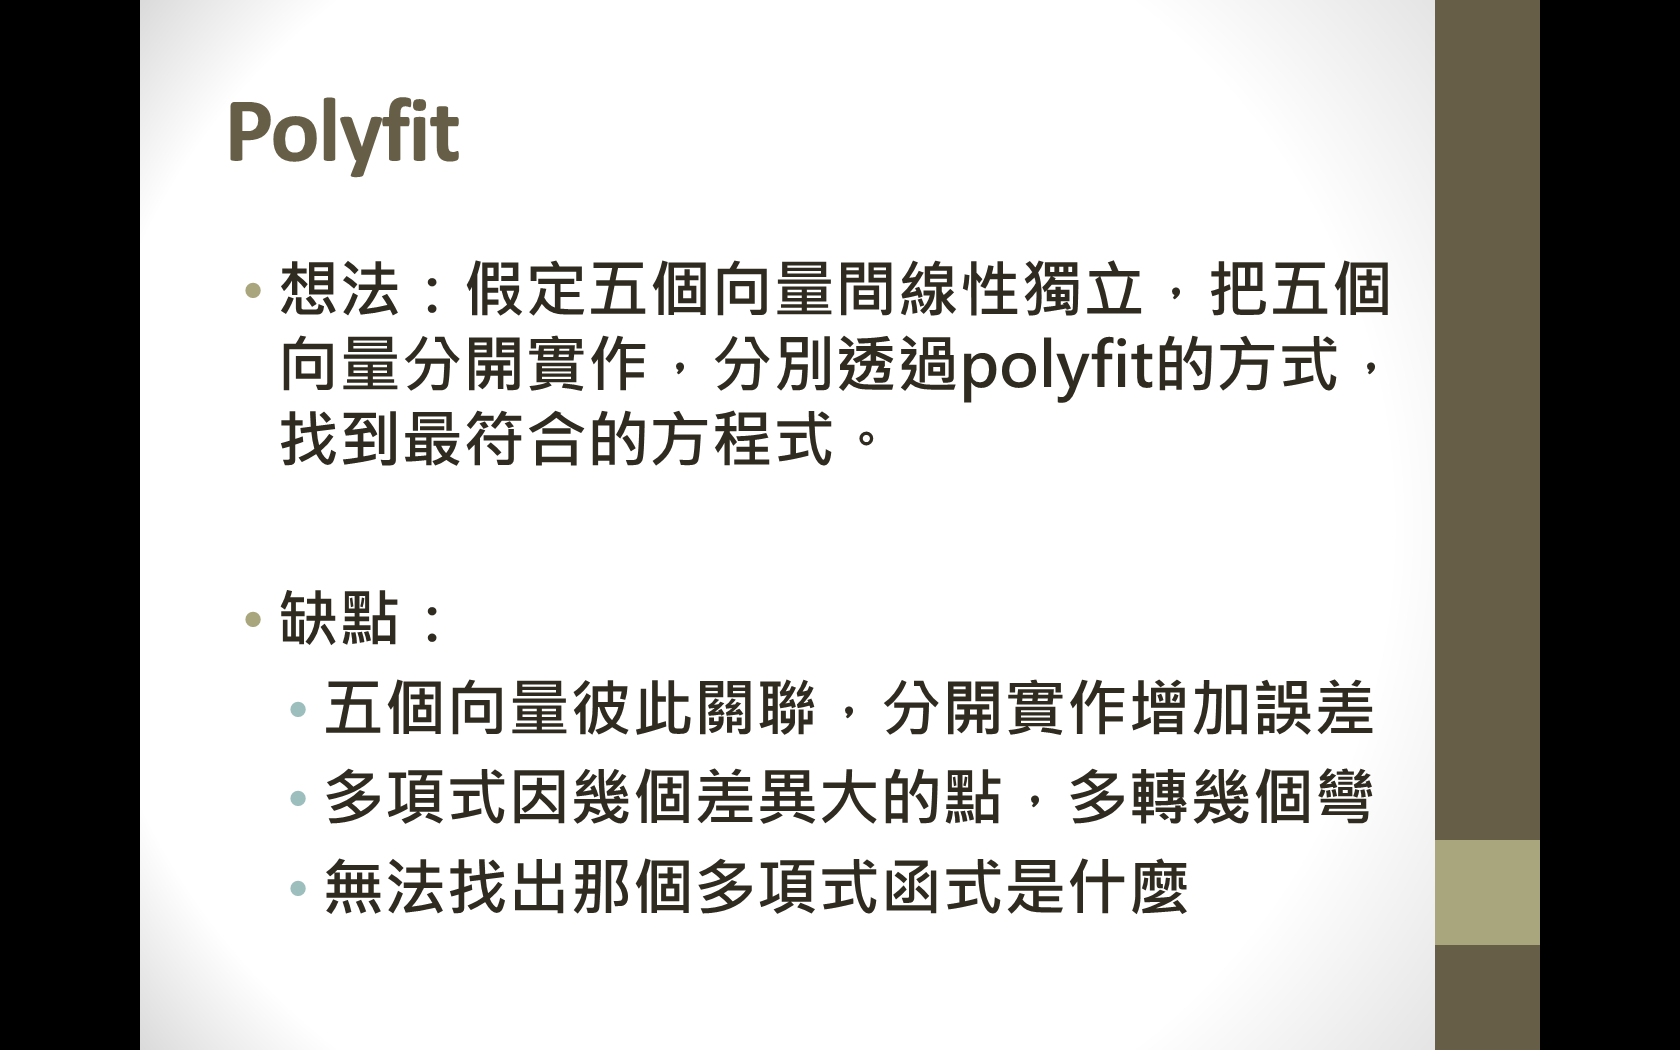 Polyfit
• 想法：假定五個向量間線性獨立，把五個
向量分開實作，分別透過polyfit的方式，
找到最符合的方程式。
• 缺點：
• 五個向量彼此關聯，分開實作增加誤差
• 多項式因幾個差異大的點，多轉幾個彎
• 無法找出那個多項式函式是什麼